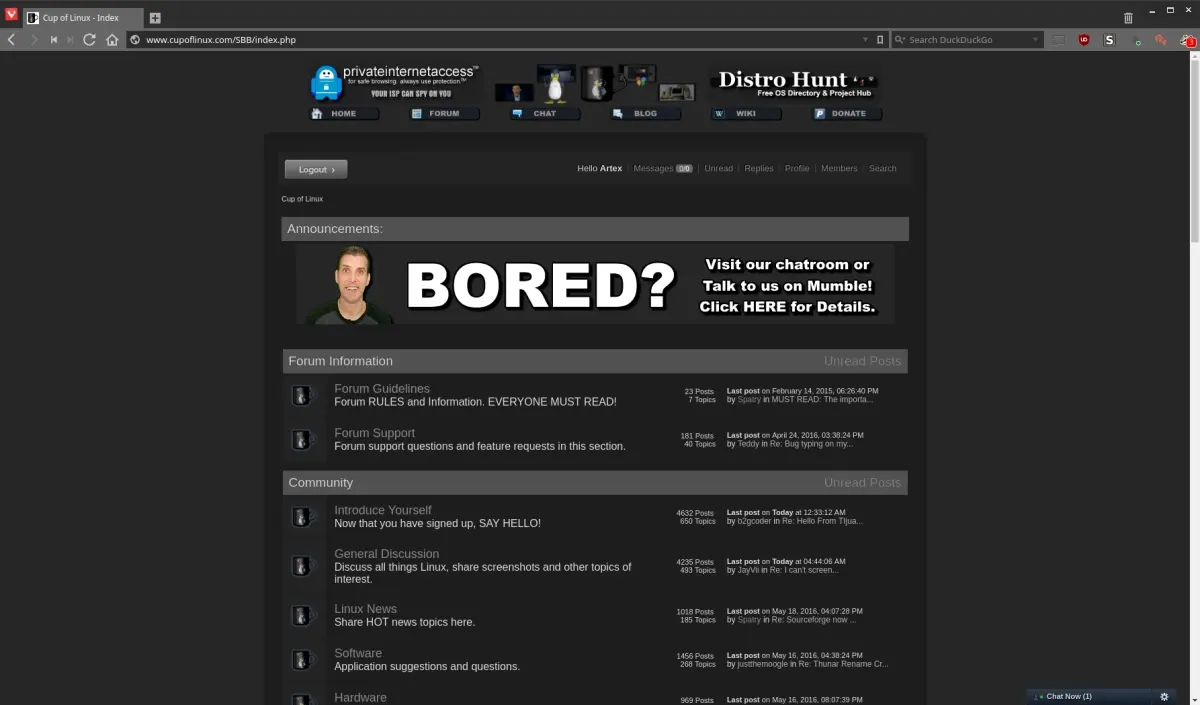 Cup of Linux - Index
www.cupoflinux.com/SBB/index.php
Search DuckDuckGo
privateinternetaccess™
for safe browsing: always use protection™
YOUR ISP CAN SPY ON YOU
Distro Hunt
Free OS Directory & Project Hub
HOME
FORUM
CHAT
BLOG
WIKI
DONATE
Logout ›
Hello Artex
Messages 0/0
Unread
Replies
Profile
Members
Search
Cup of Linux
Announcements:
BORED?
Visit our chatroom or
Talk to us on Mumble!
Click HERE for Details.
Forum Information
Unread Posts
Forum Guidelines
Forum RULES and Information. EVERYONE MUST READ!
23 Posts
7 Topics
Last post on February 14, 2015, 06:26:40 PM
by Spatry in MUST READ: The importa...
Forum Support
Forum support questions and feature requests in this section.
181 Posts
40 Topics
Last post on April 24, 2016, 03:38:24 PM
by Teddy in Re: Bug typing on my...
Community
Unread Posts
Introduce Yourself
Now that you have signed up, SAY HELLO!
4632 Posts
650 Topics
Last post on Today at 12:33:12 AM
by b2gcoder in Re: Hello From TIjua...
General Discussion
Discuss all things Linux, share screenshots and other topics of
interest.
4235 Posts
493 Topics
Last post on Today at 04:44:06 AM
by JayVii in Re: I can't screen...
Linux News
Share HOT news topics here.
1018 Posts
185 Topics
Last post on May 18, 2016, 04:07:28 PM
by Spatry in Re: Sourceforge now ...
Software
Application suggestions and questions.
1456 Posts
268 Topics
Last post on May 16, 2016, 04:38:24 PM
by justthemoogle in Re: Thunar Rename Cr...
Hardware
969 Posts
Last post on May 16, 2016, 08:07:39 PM
Chat Now (1)